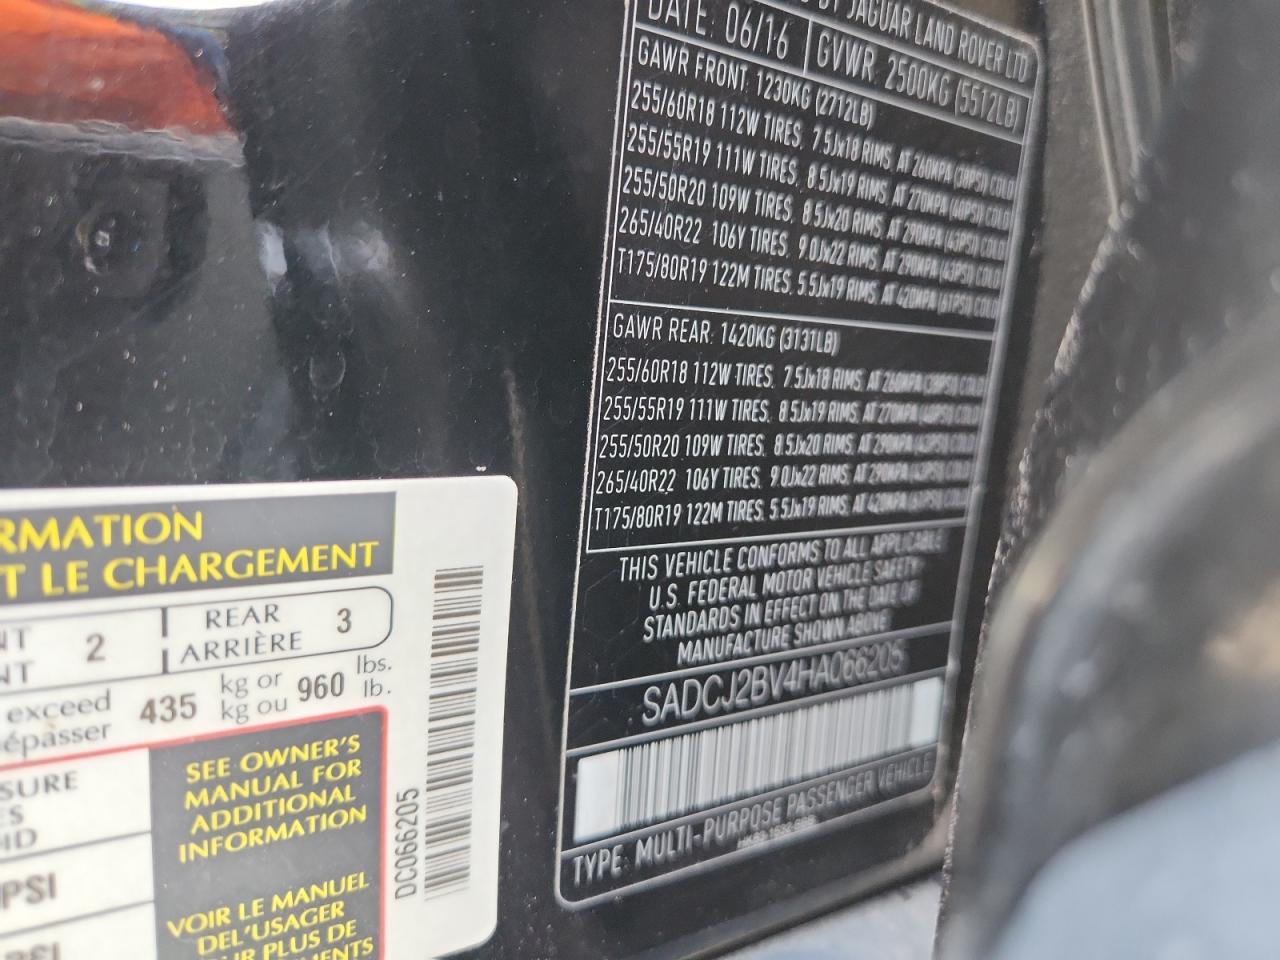 BY JAGUAR LAND ROVER LTD
DATE: 06/16
GVWR 2500KG (5512LB)
GAWR FRONT: 1230KG (2712LB)
255/60R18 112W TIRES, 7.5Jx18 RIMS, AT 260KPA (38PSI) COLD
255/55R19 111W TIRES, 8.5Jx19 RIMS, AT 270KPA (40PSI) COLD
255/50R20 109W TIRES, 8.5Jx20 RIMS, AT 290KPA (42PSI) COLD
265/40R22 106Y TIRES, 9.0Jx22 RIMS, AT 290KPA (42PSI) COLD
T175/80R19 122M TIRES, 5.5Jx19 RIMS, AT 420KPA (61PSI) COLD
GAWR REAR: 1420KG (3131LB)
255/60R18 112W TIRES, 7.5Jx18 RIMS, AT 260KPA (38PSI) COLD
255/55R19 111W TIRES, 8.5Jx19 RIMS, AT 270KPA (40PSI) COLD
255/50R20 109W TIRES, 8.5Jx20 RIMS, AT 290KPA (42PSI) COLD
265/40R22 106Y TIRES, 9.0Jx22 RIMS, AT 290KPA (42PSI) COLD
T175/80R19 122M TIRES, 5.5Jx19 RIMS, AT 420KPA (61PSI) COLD
THIS VEHICLE CONFORMS TO ALL APPLICABLE
U.S. FEDERAL MOTOR VEHICLE SAFETY
STANDARDS IN EFFECT ON THE DATE OF
MANUFACTURE SHOWN ABOVE
SADCJ2BV4HA066205
TYPE: MULTI-PURPOSE PASSENGER VEHICLE
RMATION
T LE CHARGEMENT
NT
NT
2
REAR
ARRIÈRE
3
exceed
épasser
435
kg or
kg ou
960
lbs.
lb.
SURE
ES
ID
PSI
PSI
SEE OWNER'S
MANUAL FOR
ADDITIONAL
INFORMATION
VOIR LE MANUEL
DEL'USAGER
UR PLUS DE
EMENTS
DC066205